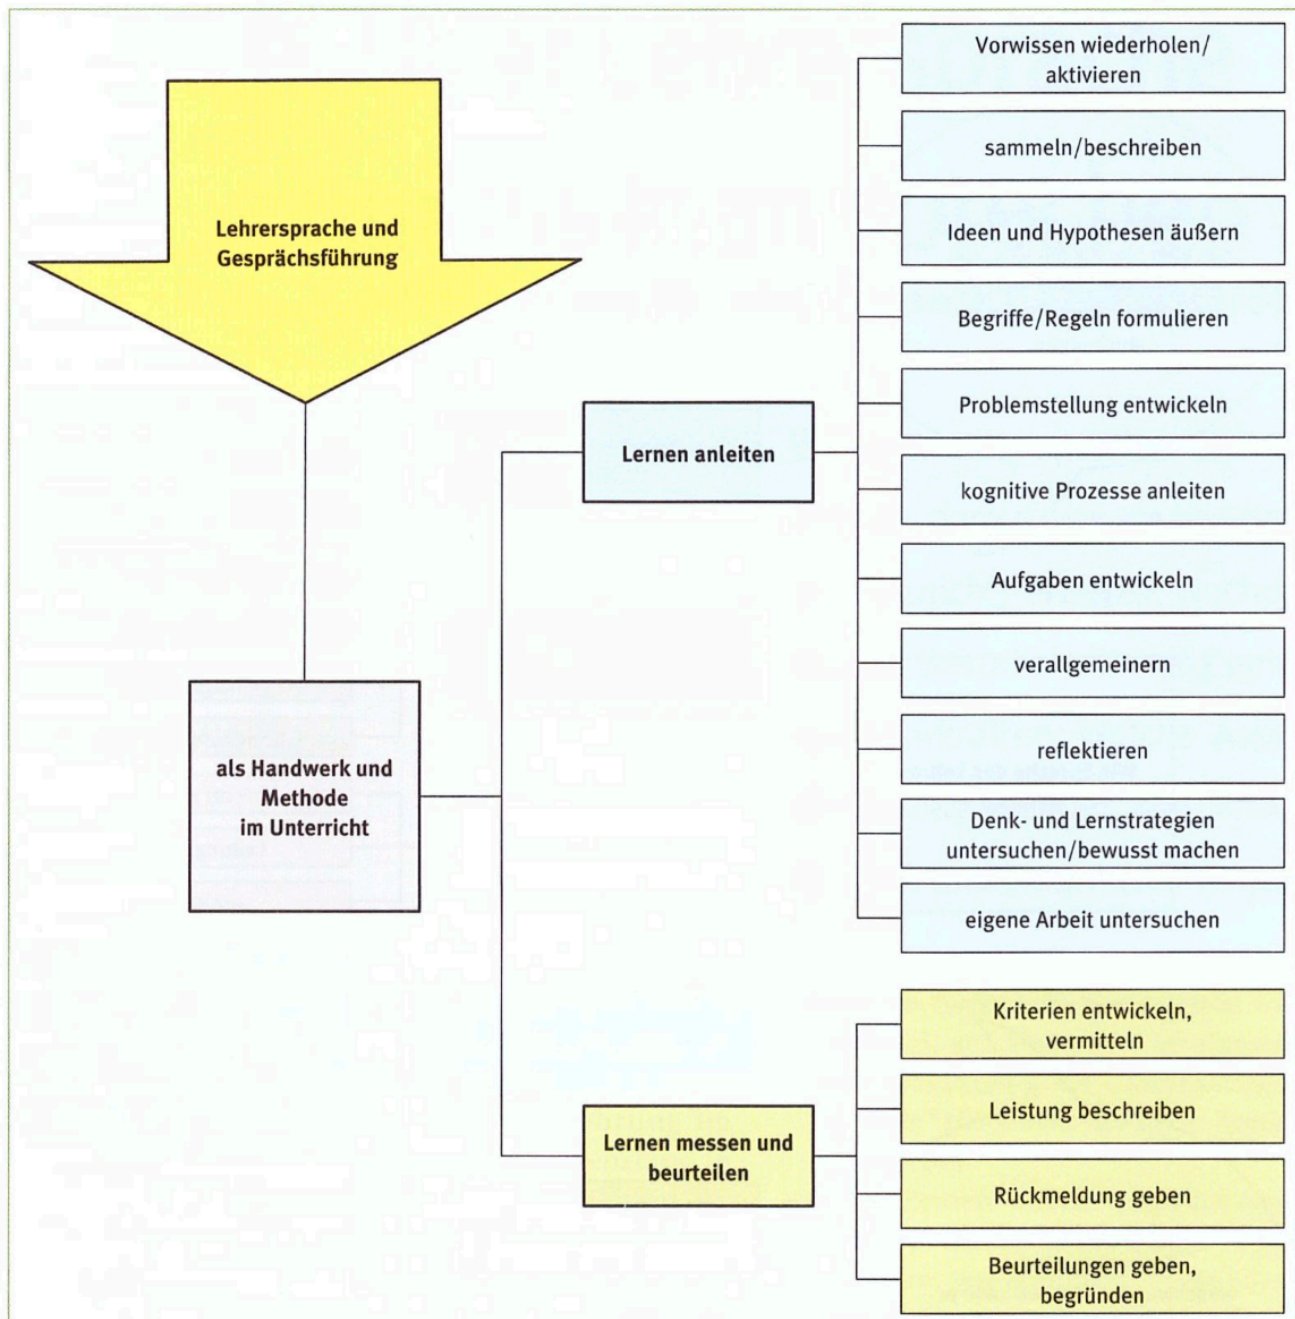 Lehrersprache und
Gesprächsführung
als Handwerk und
Methode
im Unterricht
Lernen anleiten
Vorwissen wiederholen/
aktivieren
sammeln/beschreiben
Ideen und Hypothesen äußern
Begriffe/Regeln formulieren
Problemstellung entwickeln
kognitive Prozesse anleiten
Aufgaben entwickeln
verallgemeinern
reflektieren
Denk- und Lernstrategien
untersuchen/bewusst machen
eigene Arbeit untersuchen
Lernen messen und
beurteilen
Kriterien entwickeln,
vermitteln
Leistung beschreiben
Rückmeldung geben
Beurteilungen geben,
begründen